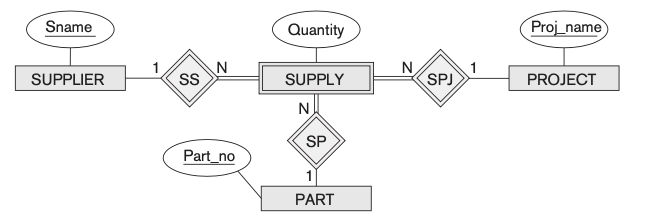 Sname
Quantity
Proj_name
SUPPLIER 1 SS N SUPPLY N SPJ 1 PROJECT
N
SP
Part_no
1
PART